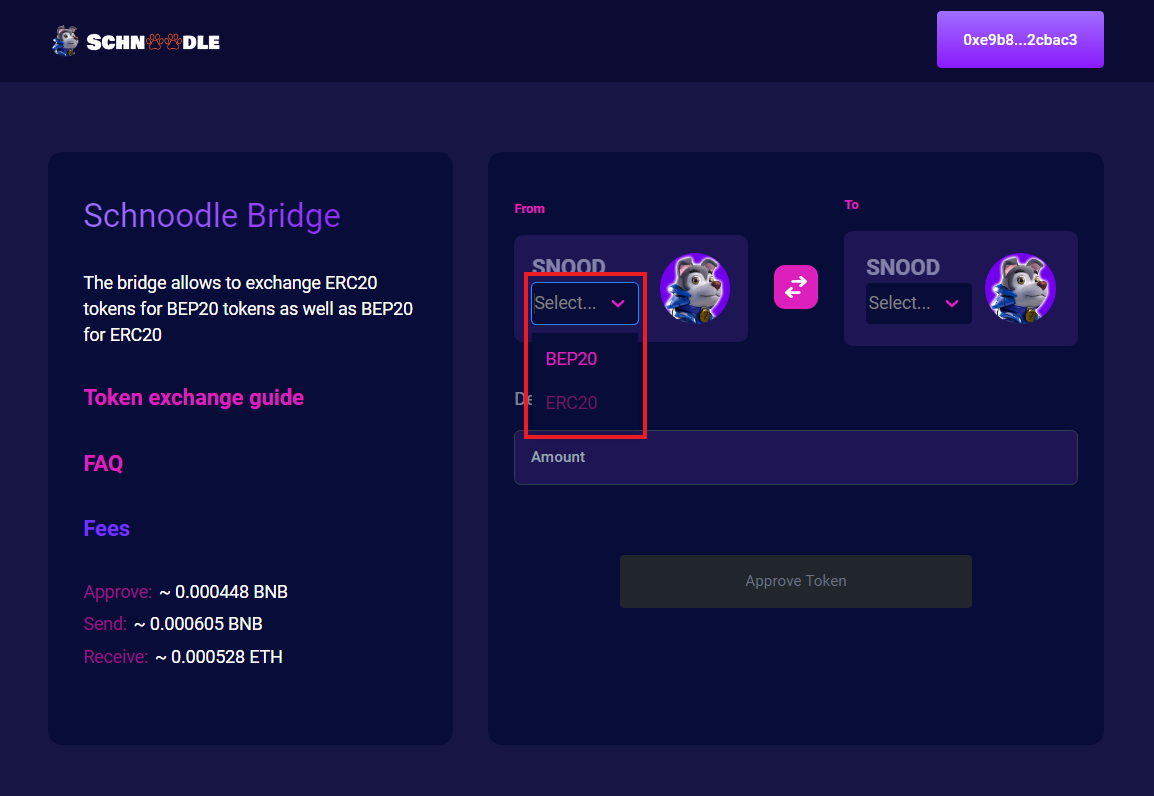 SCHNOODLE
0xe9b8...2cbac3
Schnoodle Bridge
The bridge allows to exchange ERC20
tokens for BEP20 tokens as well as BEP20
for ERC20
Token exchange guide
FAQ
Fees
Approve: ~ 0.000448 BNB
Send: ~ 0.000605 BNB
Receive: ~ 0.000528 ETH
From
SNOOD
Select...
BEP20
ERC20
To
SNOOD
Select...
Amount
Approve Token